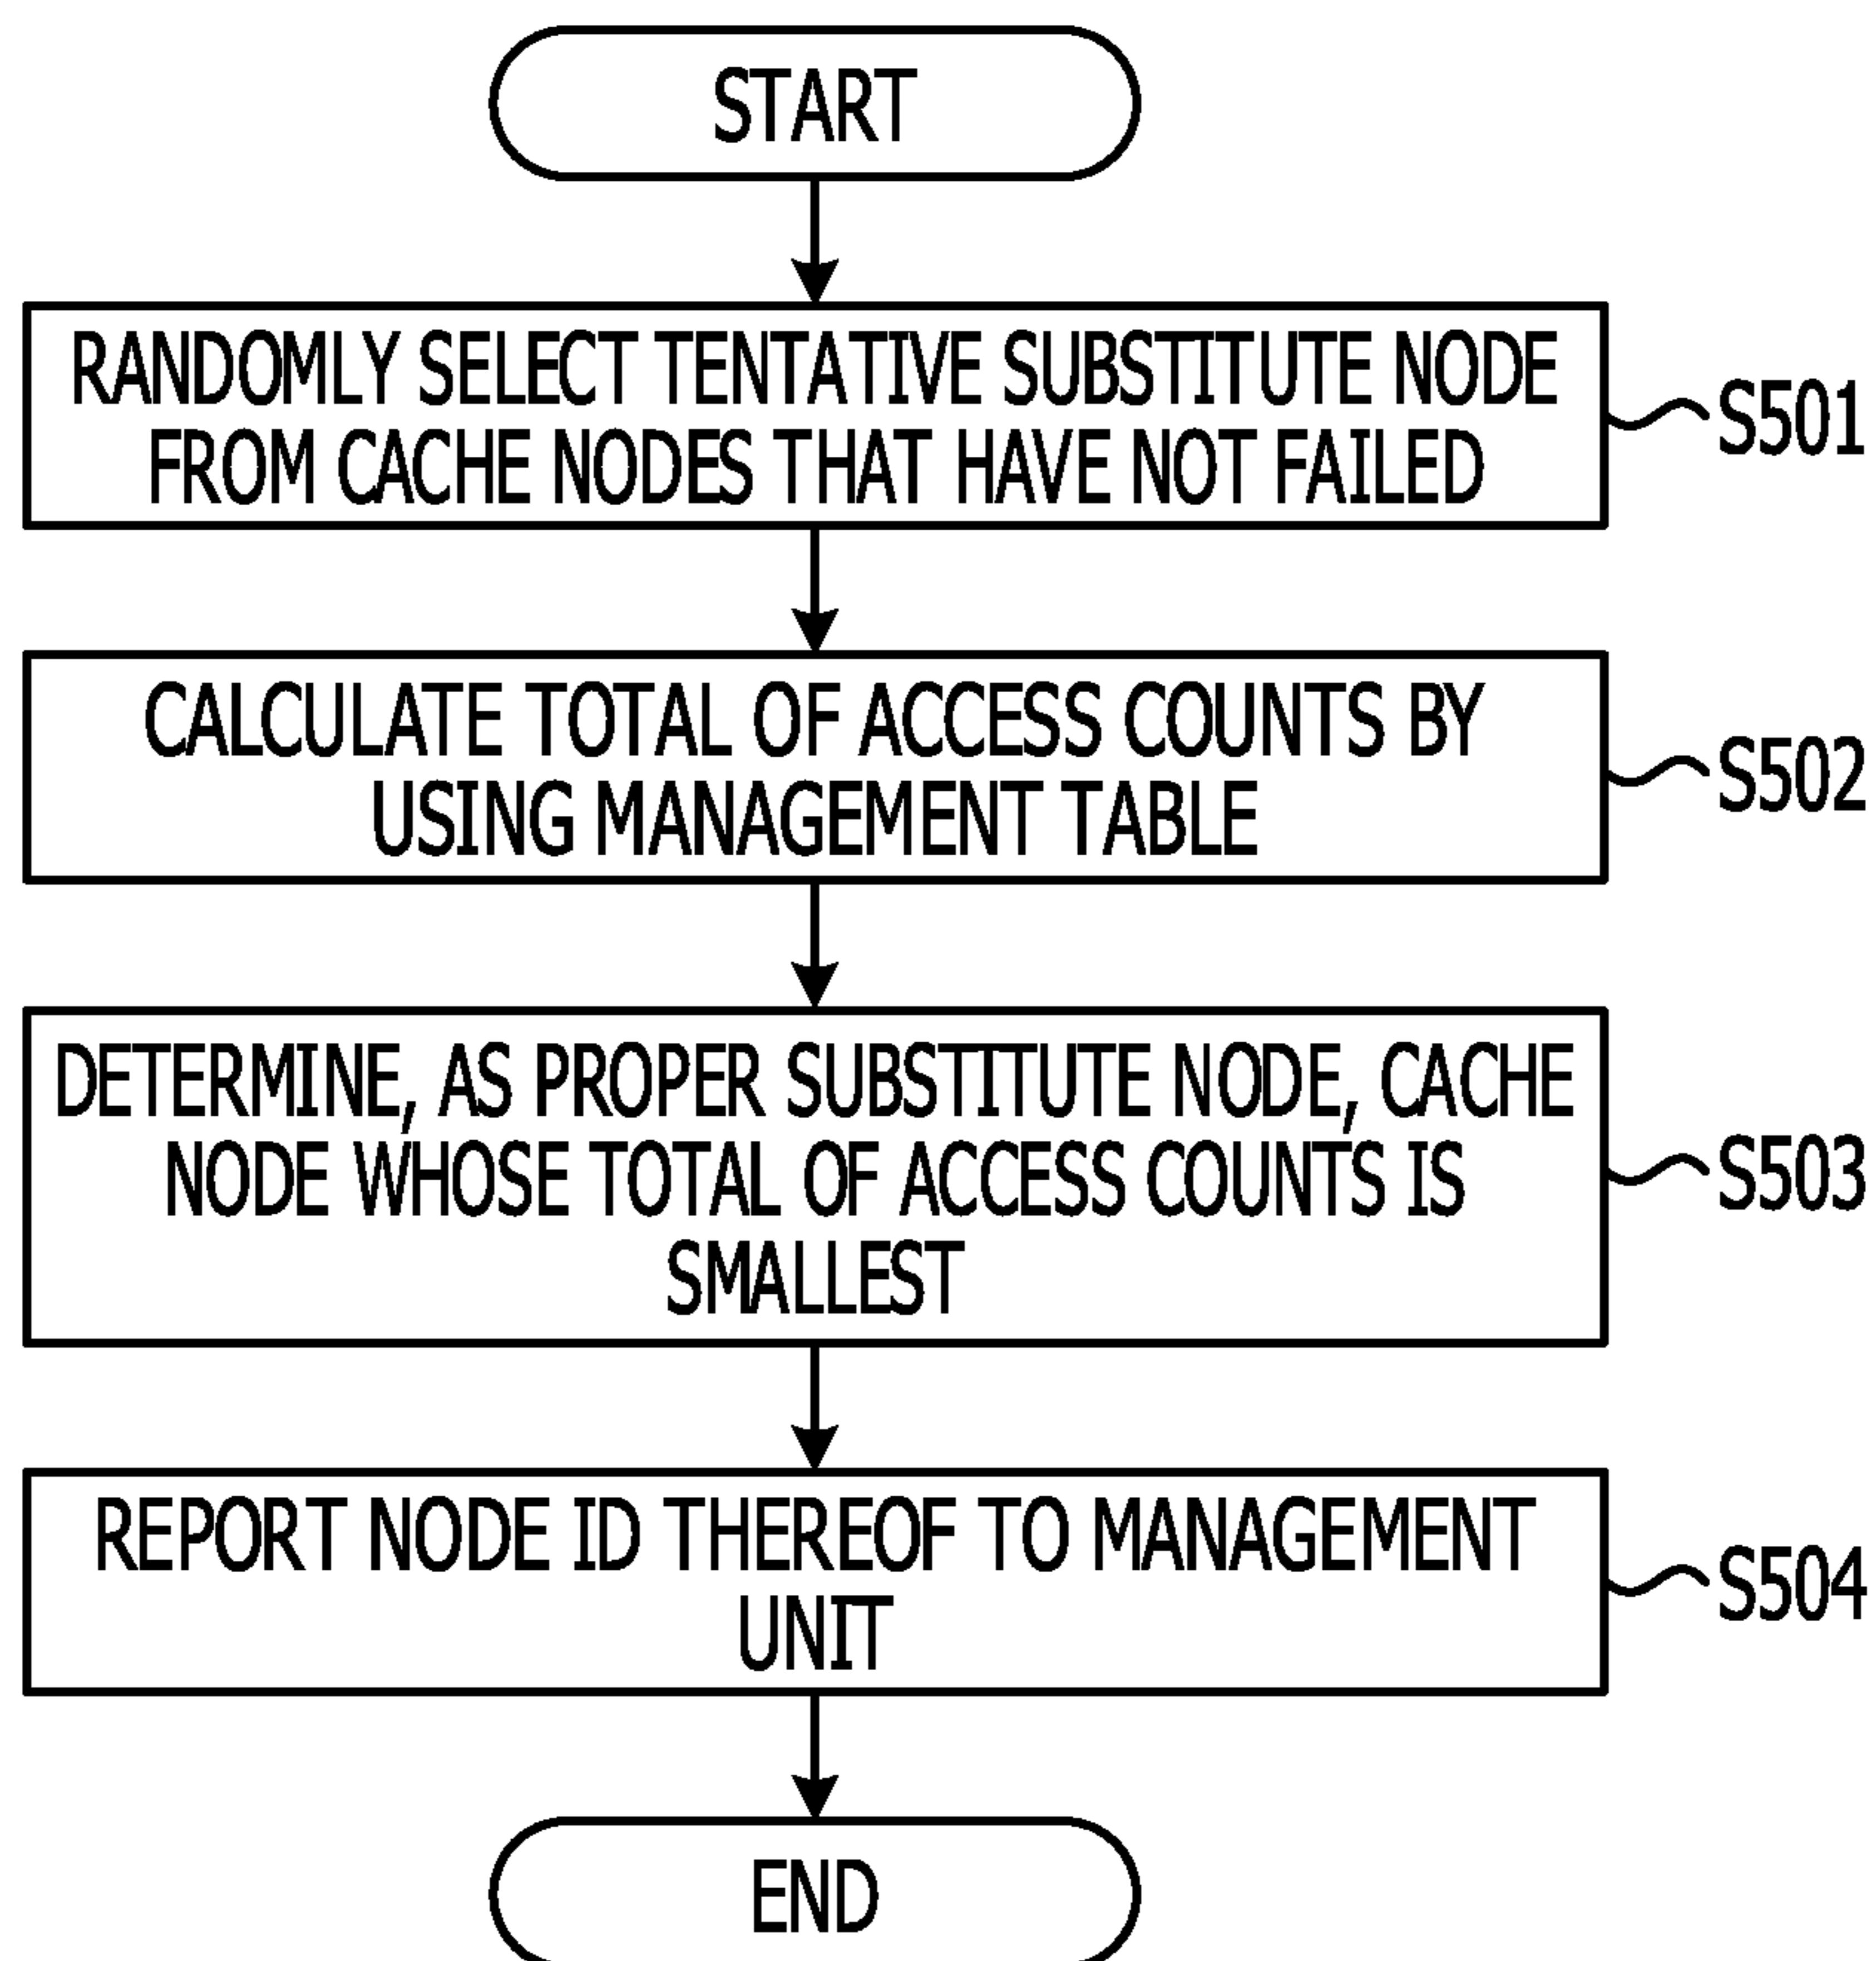 START
RANDOMLY SELECT TENTATIVE SUBSTITUTE NODE
FROM CACHE NODES THAT HAVE NOT FAILED
S501
CALCULATE TOTAL OF ACCESS COUNTS BY
USING MANAGEMENT TABLE
S502
DETERMINE, AS PROPER SUBSTITUTE NODE, CACHE
NODE WHOSE TOTAL OF ACCESS COUNTS IS
SMALLEST
S503
REPORT NODE ID THEREOF TO MANAGEMENT
UNIT
S504
END